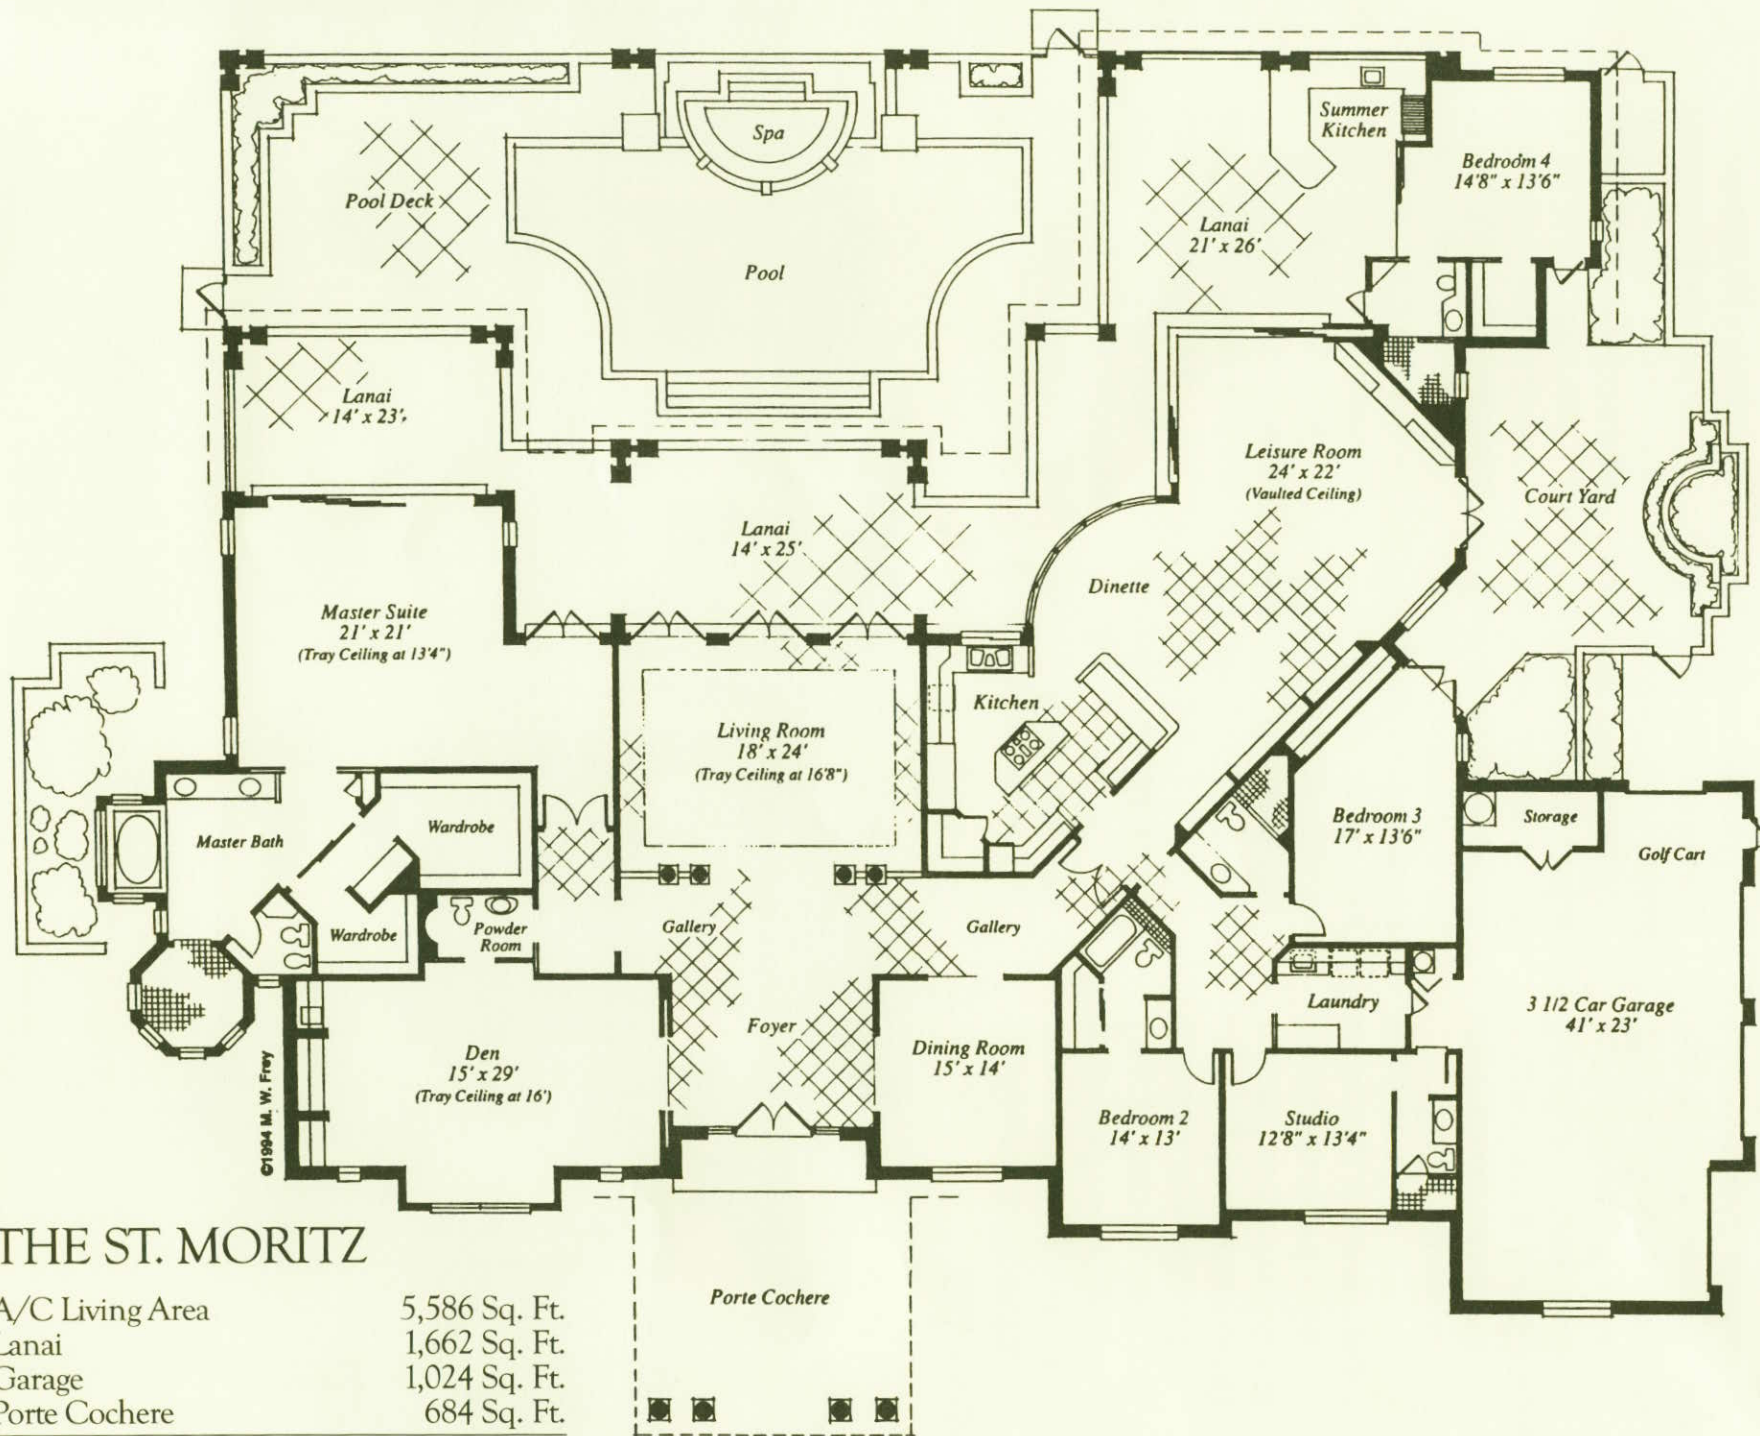 Spa
Summer
Kitchen
Bedroom 4
14'8" x 13'6"
Pool Deck
Lanai
21' x 26'
Pool
Lanai
14' x 23'
Leisure Room
24' x 22'
(Vaulted Ceiling)
Court Yard
Lanai
14' x 25'
Dinette
Master Suite
21' x 21'
(Tray Ceiling at 13'4")
Kitchen
Living Room
18' x 24'
(Tray Ceiling at 16'8")
Master Bath
Wardrobe
Bedroom 3
17' x 13'6"
Storage
Golf Cart
Wardrobe
Powder
Room
Gallery
Gallery
Laundry
3 1/2 Car Garage
41' x 23'
Foyer
Den
15' x 29'
(Tray Ceiling at 16')
Dining Room
15' x 14'
Bedroom 2
14' x 13'
Studio
12'8" x 13'4"
©1994 M. W. Frey
THE ST. MORITZ
A/C Living Area 5,586 Sq. Ft.
Lanai 1,662 Sq. Ft.
Garage 1,024 Sq. Ft.
Porte Cochere 684 Sq. Ft.
Porte Cochere